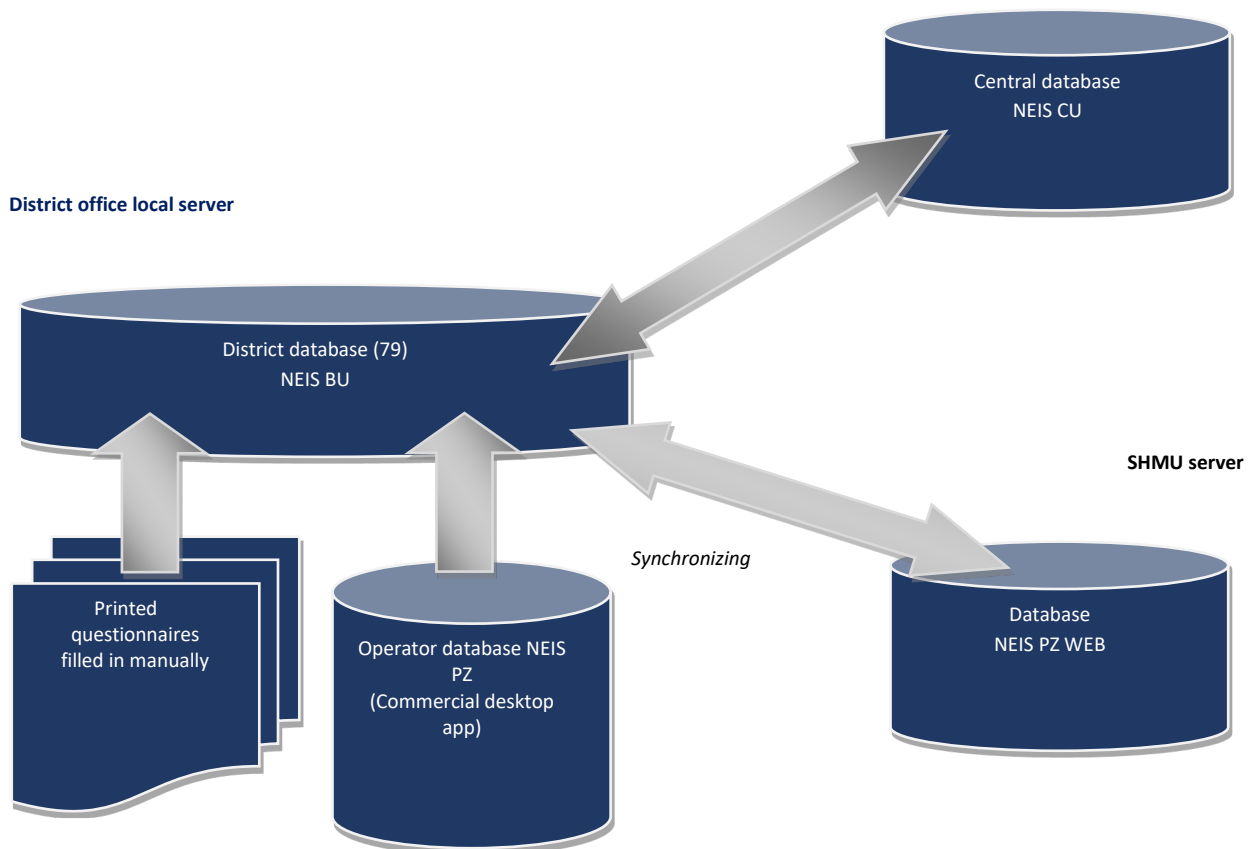 Central database
NEIS CU
District office local server
District database (79)
NEIS BU
SHMU server
Synchronizing
Printed
questionnaires
filled in manually
Operator database NEIS
PZ
(Commercial desktop
app)
Database
NEIS PZ WEB